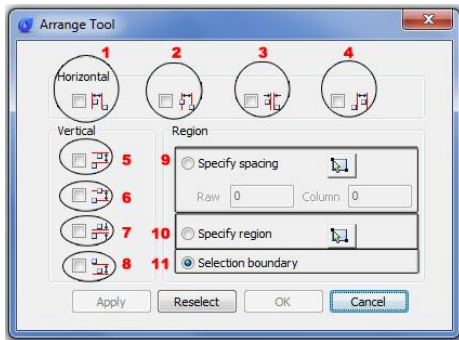 Arrange Tool
1 2 3 4
Horizontal
Vertical
Region
5
9 Specify spacing
6
Raw 0 Column 0
7
10 Specify region
8
11 Selection boundary
Apply Reselect OK Cancel